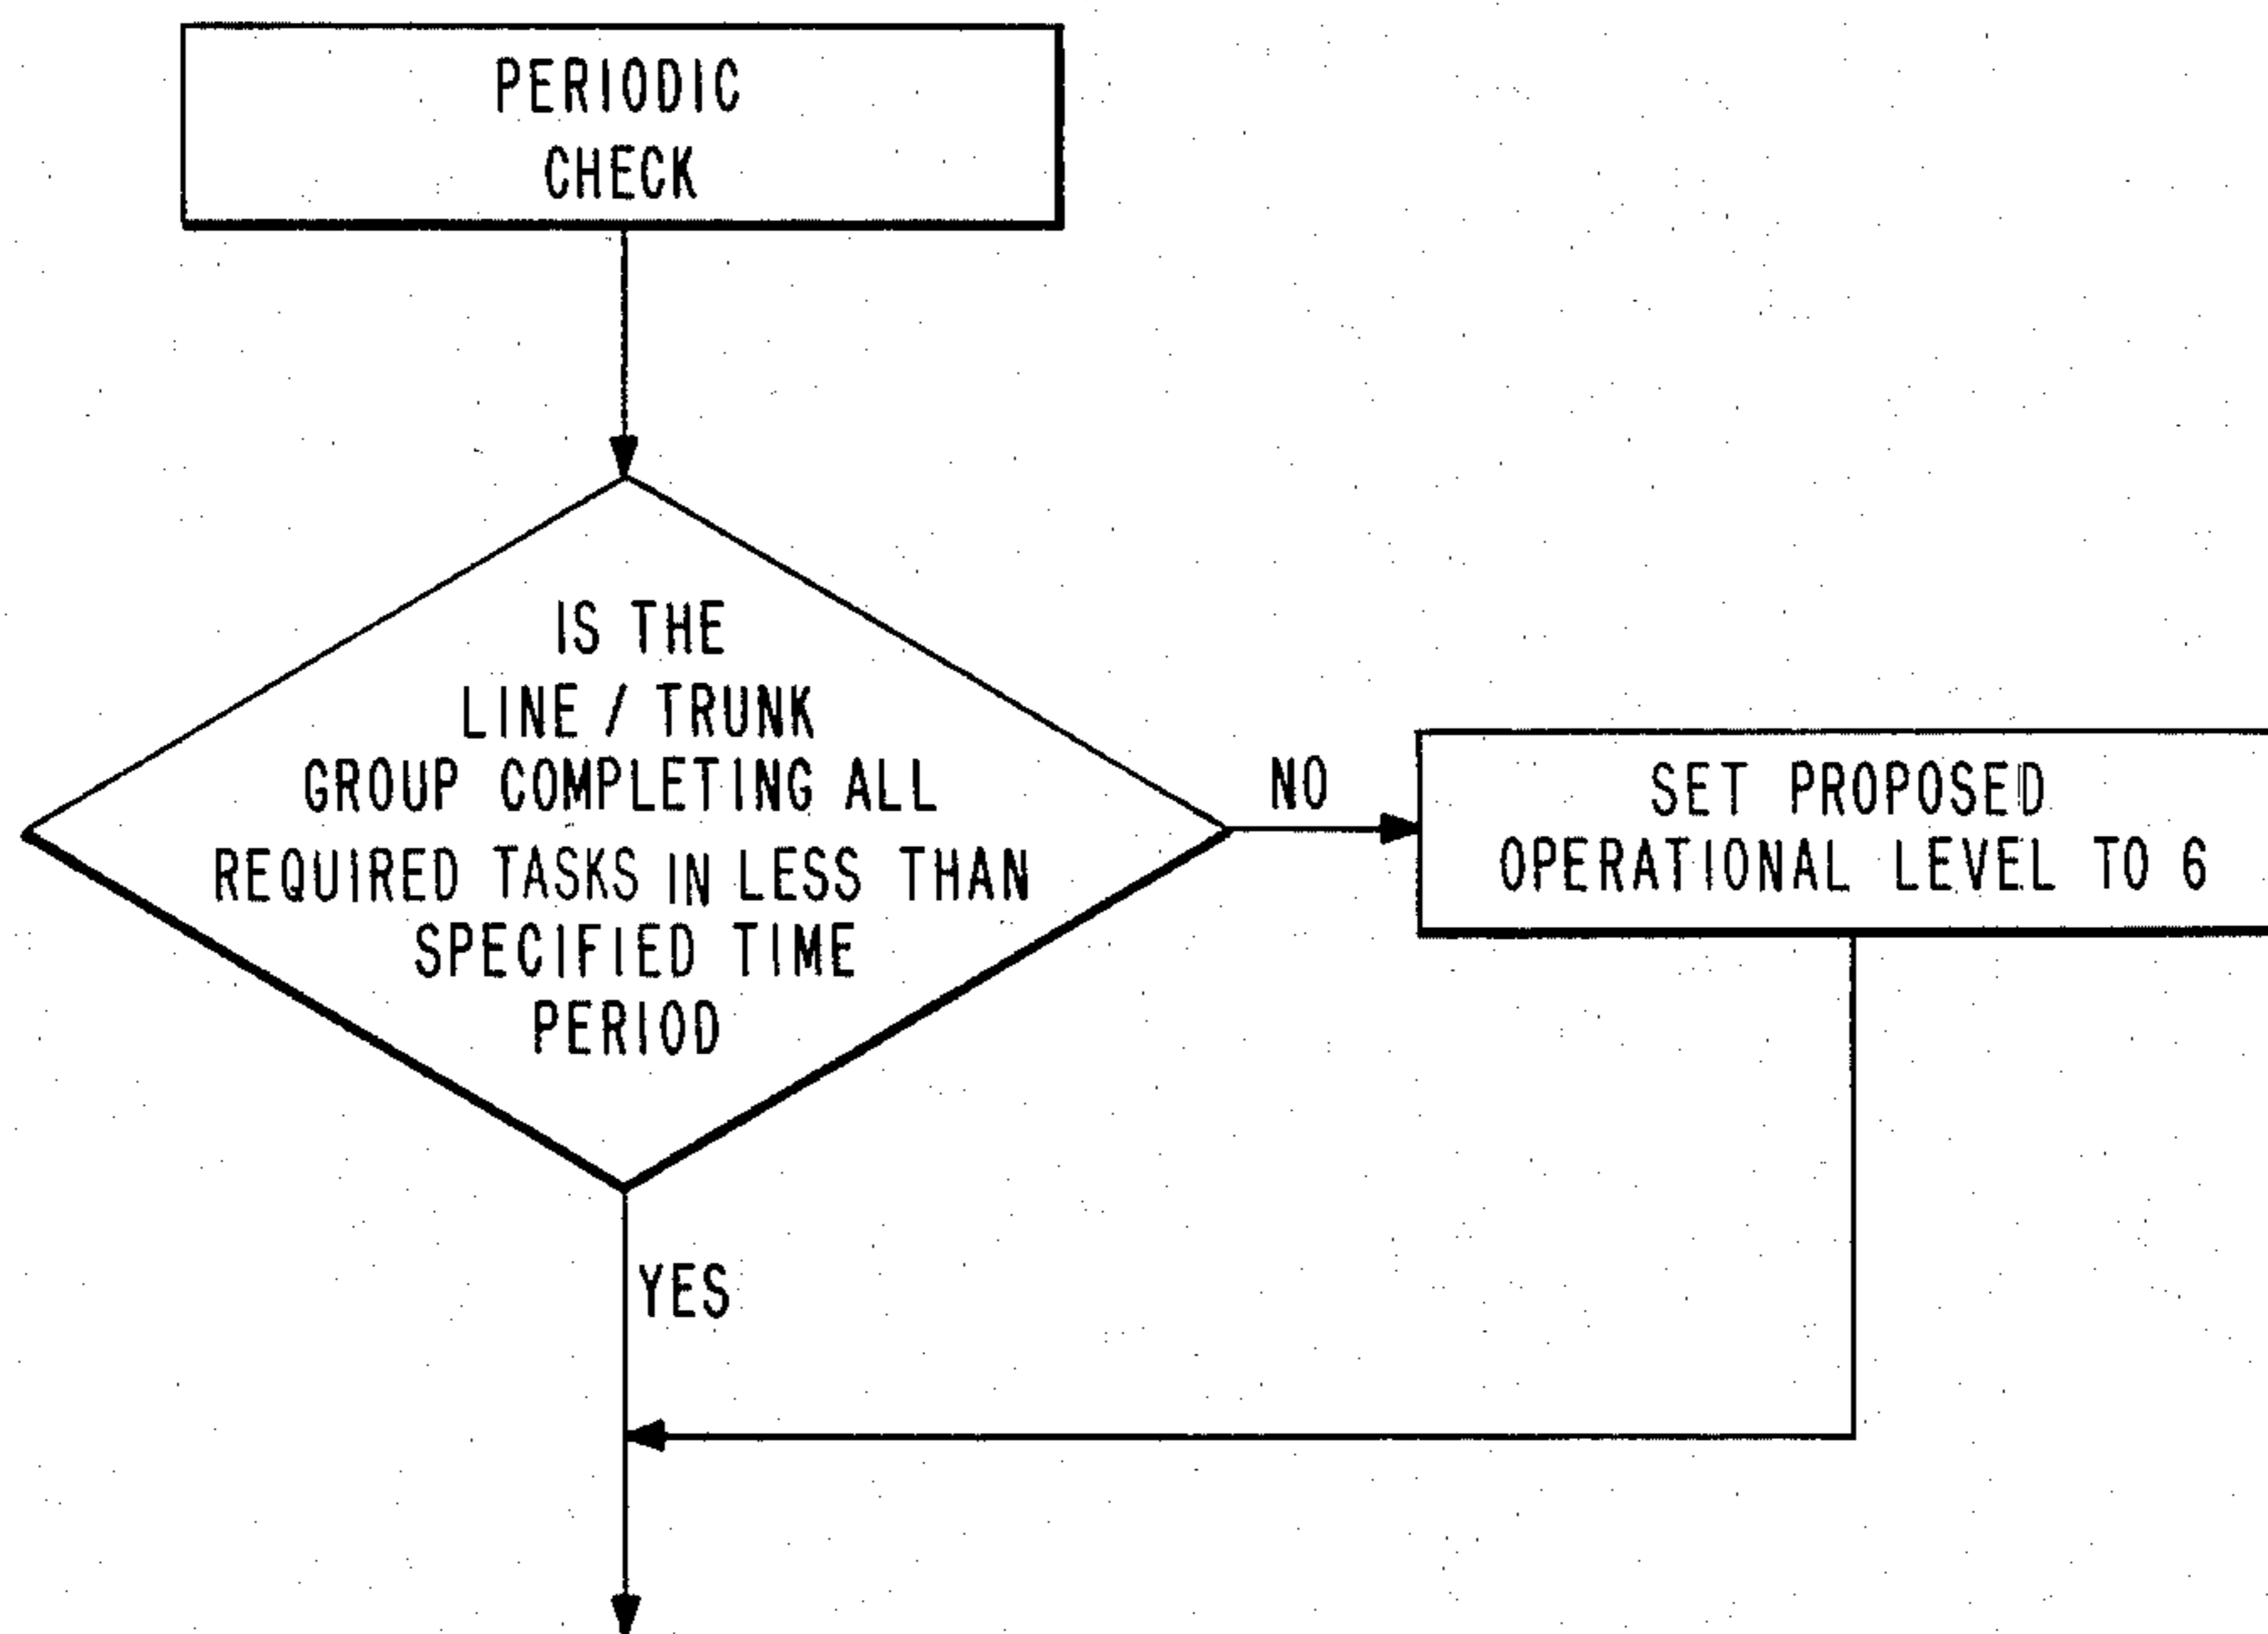 PERIODIC
CHECK
IS THE
LINE / TRUNK
GROUP COMPLETING ALL
REQUIRED TASKS IN LESS THAN
SPECIFIED TIME
PERIOD
NO
SET PROPOSED
OPERATIONAL LEVEL TO 6
YES